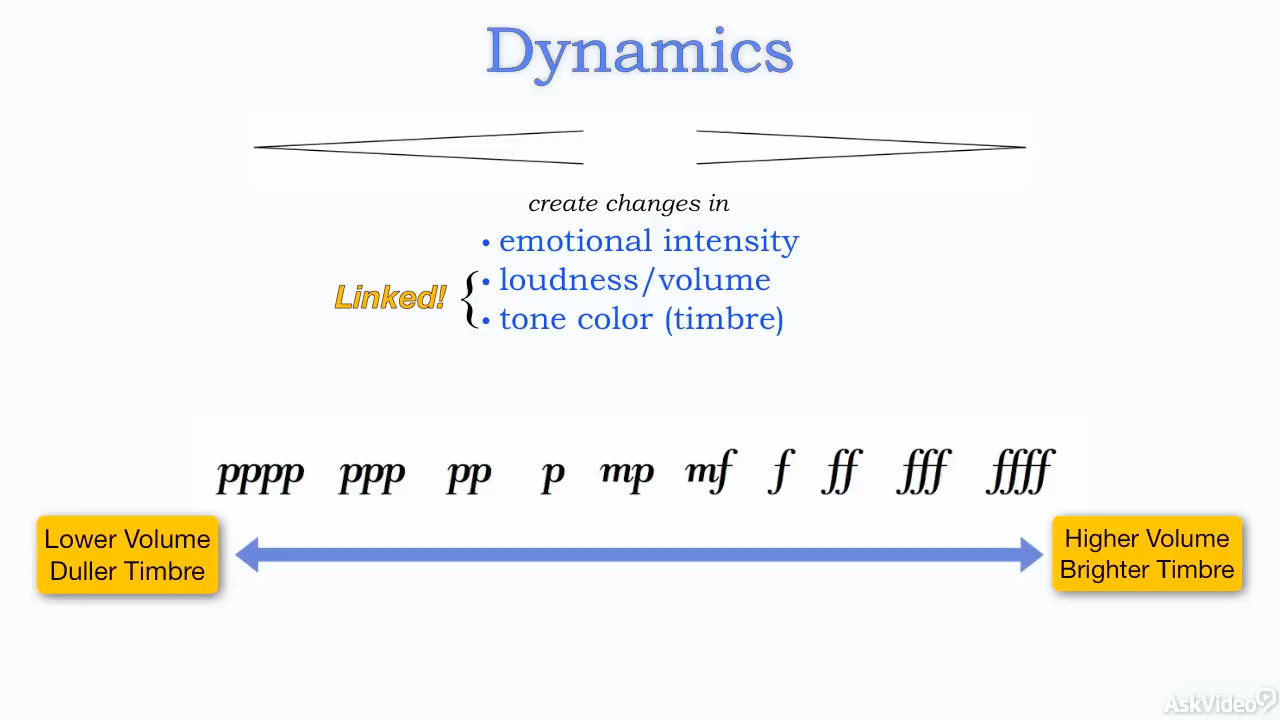 Dynamics
create changes in
• emotional intensity
Linked! { • loudness/volume
• tone color (timbre)
pppp ppp pp p mp mf f ff fff ffff
Lower Volume
Duller Timbre
Higher Volume
Brighter Timbre
AskVideo